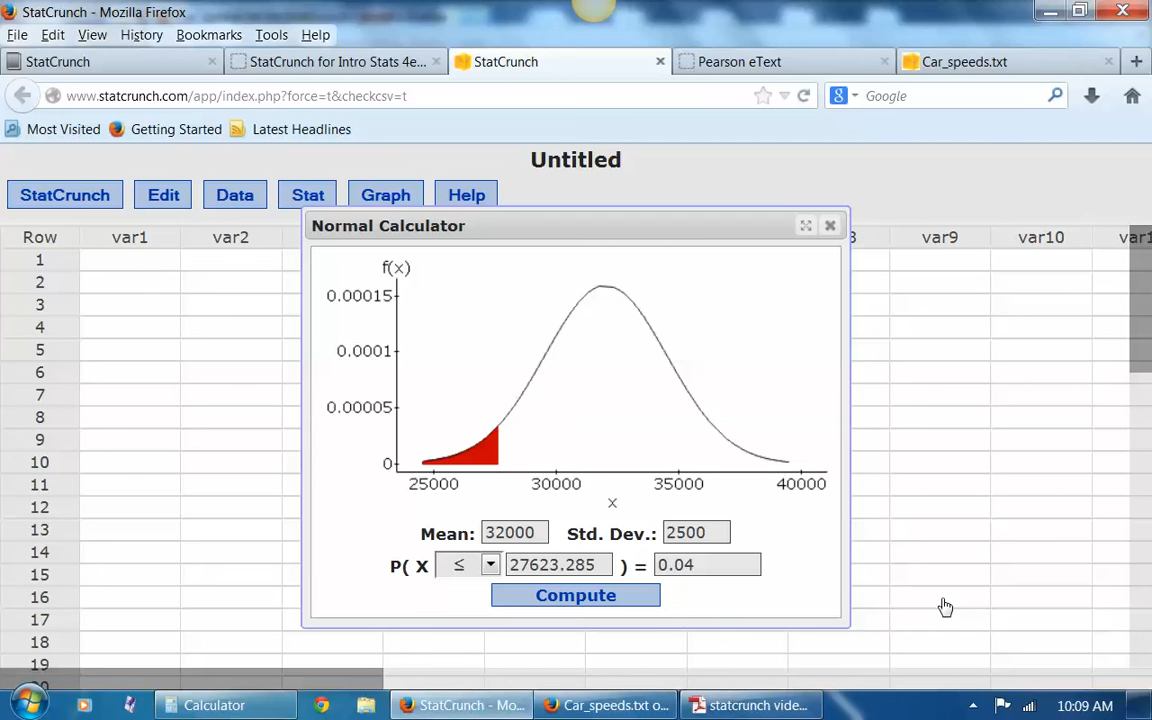 StatCrunch - Mozilla Firefox
File Edit View History Bookmarks Tools Help
StatCrunch StatCrunch for Intro Stats 4e... StatCrunch Pearson eText Car_speeds.txt
www.statcrunch.com/app/index.php?force=t&checkcsv=t Google
Most Visited Getting Started Latest Headlines
Untitled
StatCrunch Edit Data Stat Graph Help
Row var1 var2 var9 var10
Normal Calculator
f(x)
0.00015
0.0001
0.00005
0
25000 30000 35000 40000
x
Mean: 32000 Std. Dev.: 2500
P( X ≤ 27623.285 ) = 0.04
Compute
1
2
3
4
5
6
7
8
9
10
11
12
13
14
15
16
17
18
19
Calculator StatCrunch - Mo... Car_speeds.txt o... statcrunch vide... 10:09 AM